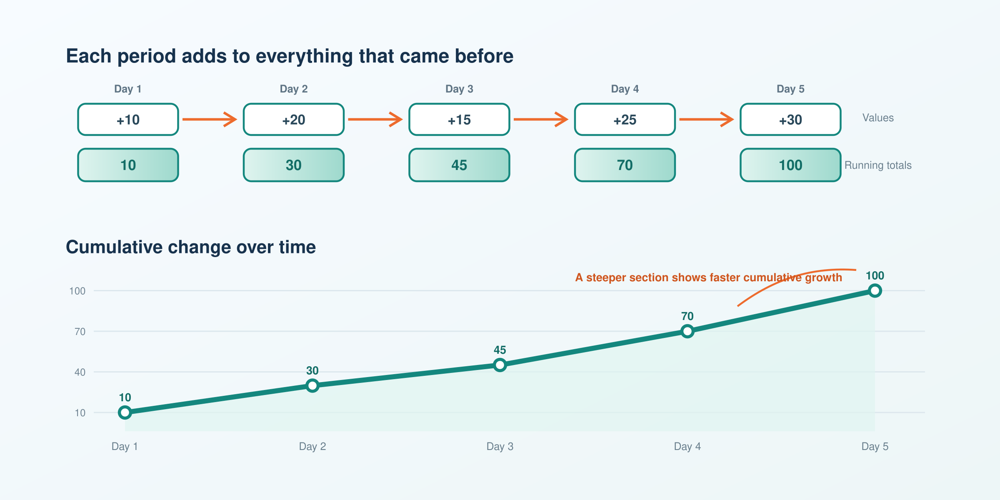 Each period adds to everything that came before
Day 1 Day 2 Day 3 Day 4 Day 5
+10 +20 +15 +25 +30 Values
10 30 45 70 100 Running totals
Cumulative change over time
A steeper section shows faster cumulative growth
100
100
70
70
45
40
30
10
10
Day 1 Day 2 Day 3 Day 4 Day 5